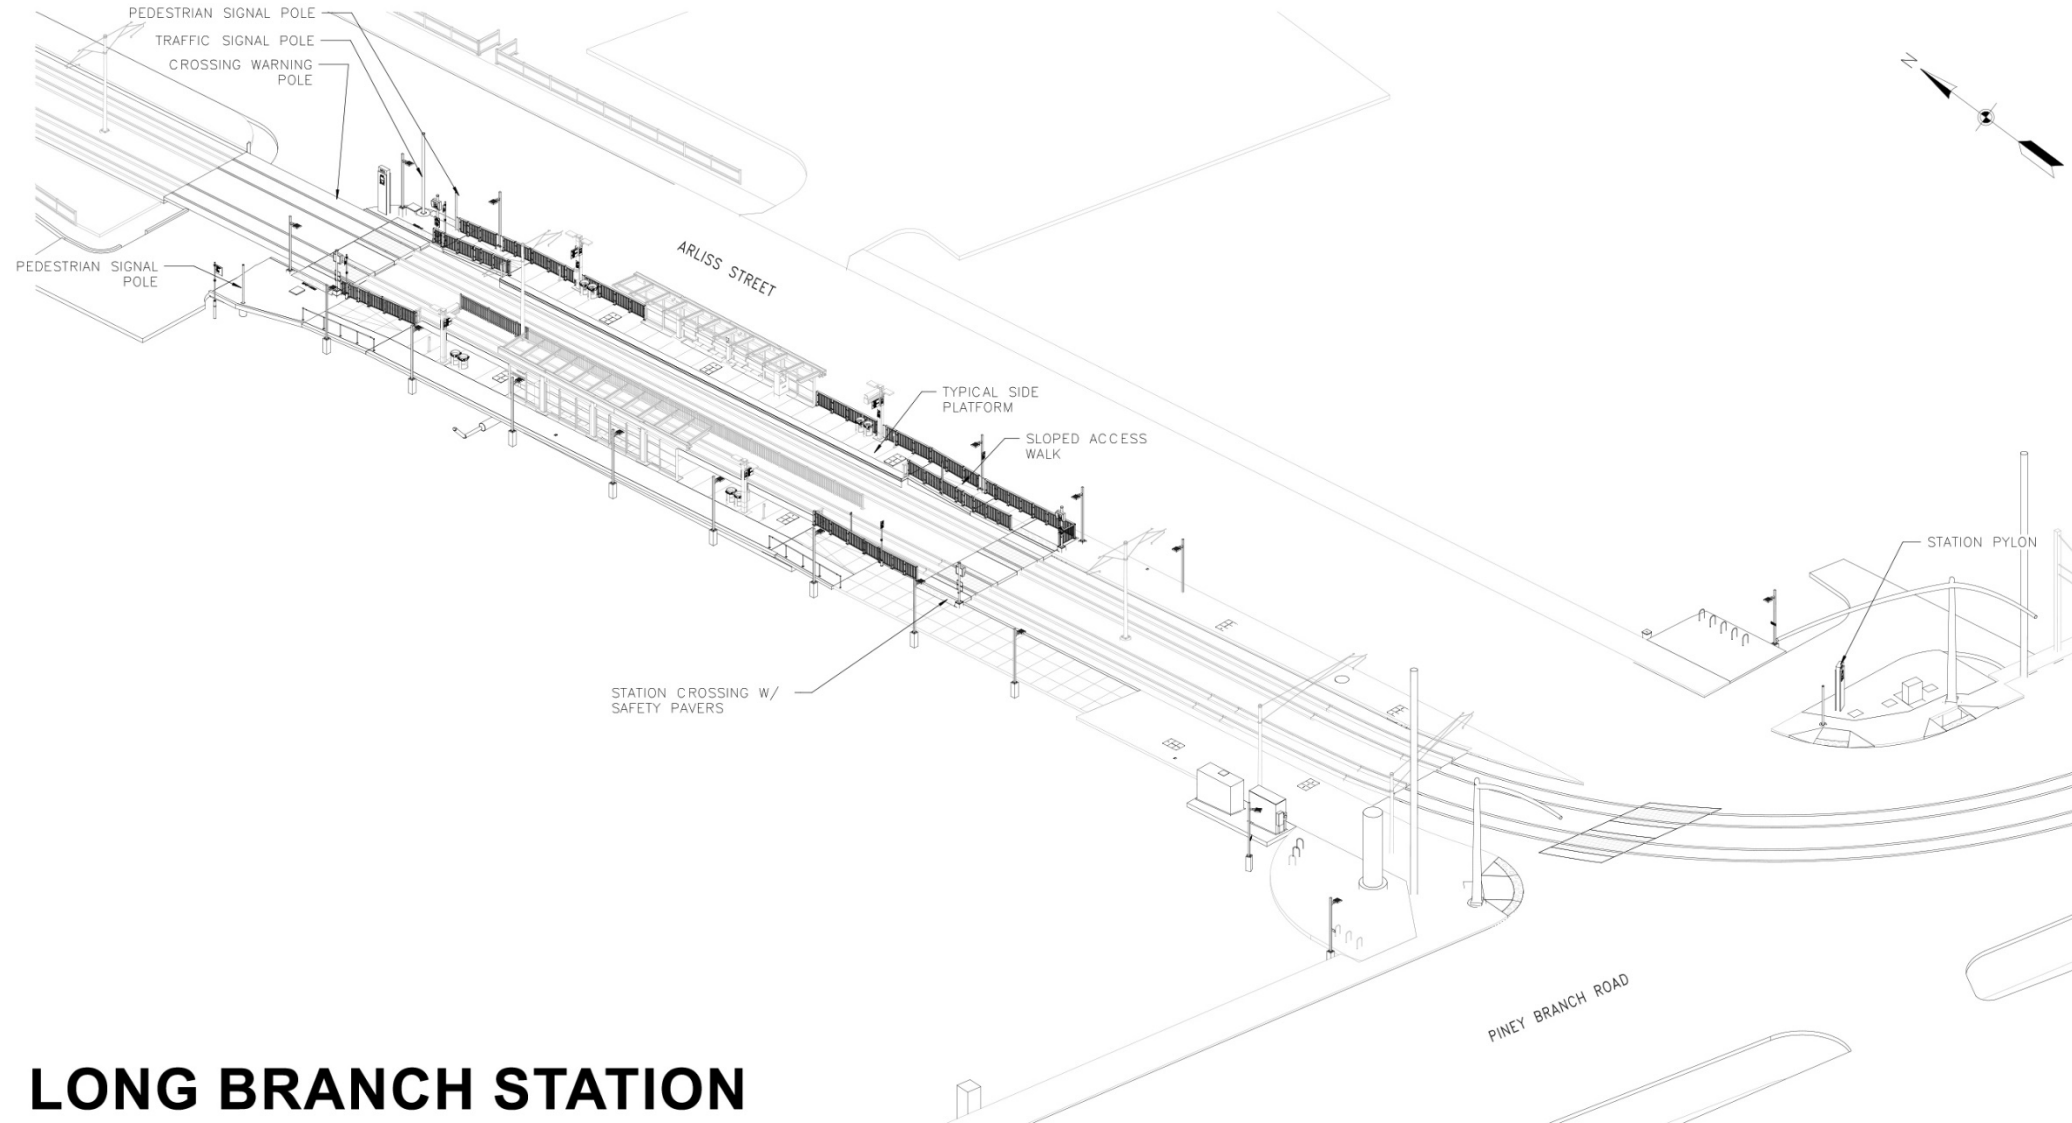 PEDESTRIAN SIGNAL POLE
TRAFFIC SIGNAL POLE
CROSSING WARNING
POLE
N
ARLISS STREET
PEDESTRIAN SIGNAL
POLE
TYPICAL SIDE
PLATFORM
SLOPED ACCESS
WALK
STATION PYLON
STATION CROSSING W/
SAFETY PAVERS
PINEY BRANCH ROAD
LONG BRANCH STATION